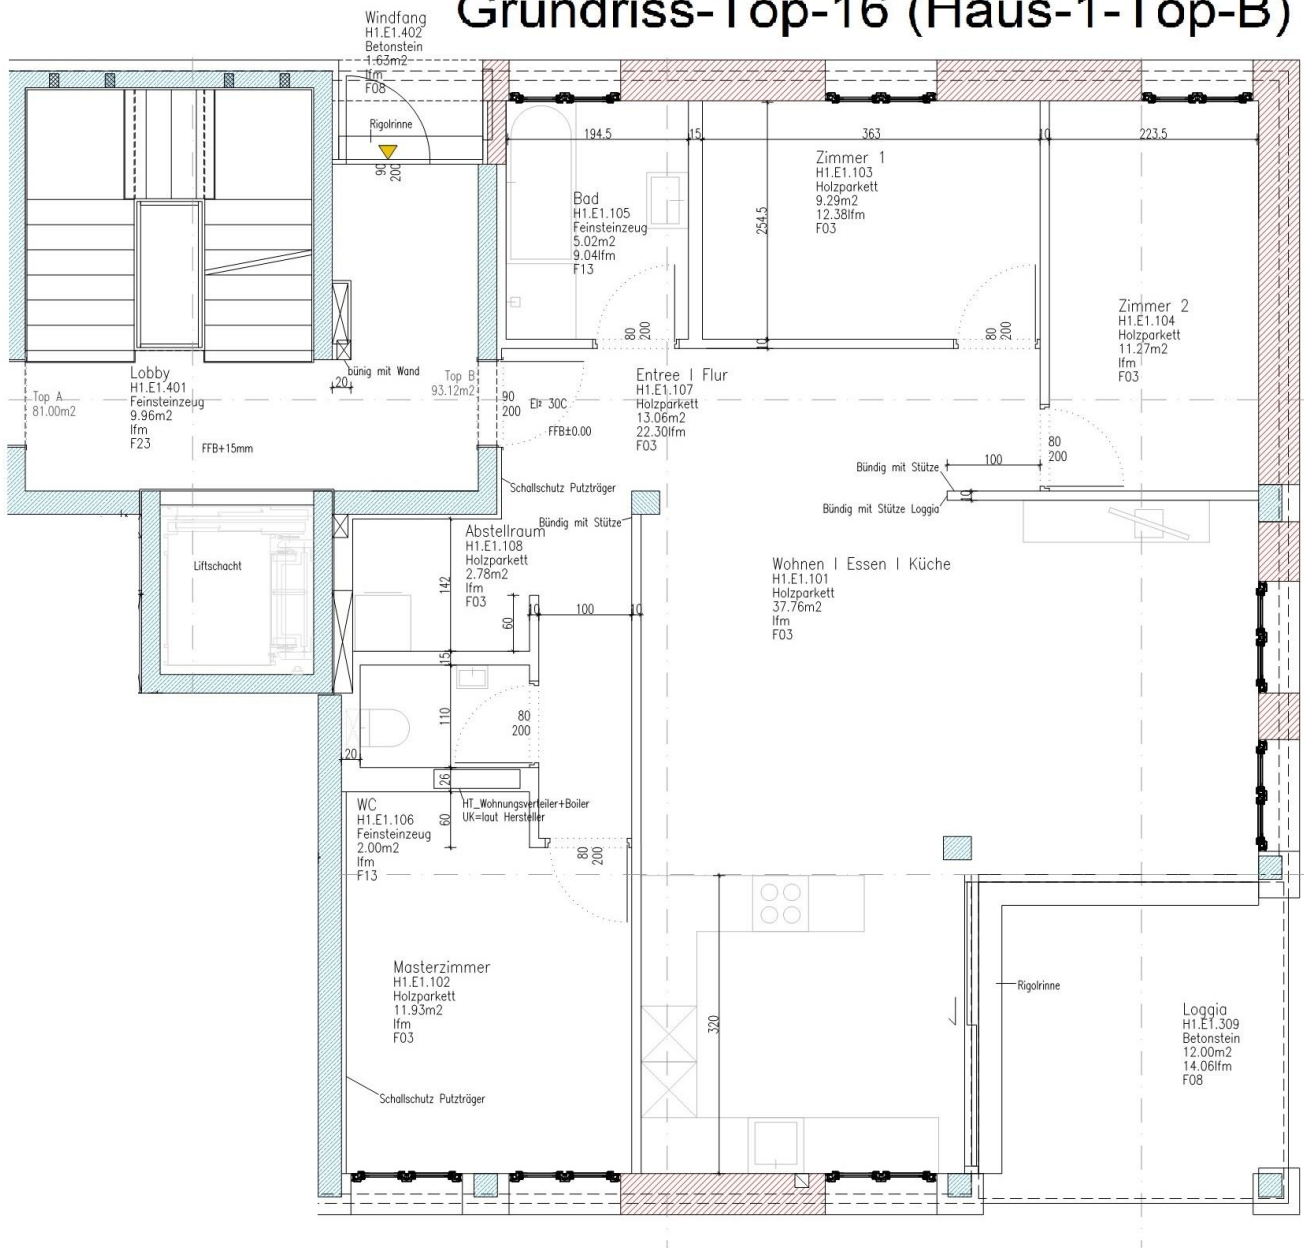 Grundriss-Top-16 (Haus-1-Top-B)
Windfang
H1.E1.402
Betonstein
1.63m2
lfm
F08
Rigolrinne
90
200
194.5
15
363
10
223.5
Bad
H1.E1.105
Feinsteinzeug
5.02m2
9.04lfm
F13
254.5
Zimmer 1
H1.E1.103
Holzparkett
9.29m2
12.38lfm
F03
80
200
80
200
10
Zimmer 2
H1.E1.104
Holzparkett
11.27m2
lfm
F03
Lobby
H1.E1.401
Feinsteinzeug
9.96m2
lfm
F23
bünig mit Wand
20
Top A
81.00m2
Top B
93.12m2
FFB+15mm
90
200
EI2 30C
FFB±0.00
Entree | Flur
H1.E1.107
Holzparkett
13.06m2
22.30lfm
F03
80
200
100
10
Bündig mit Stütze
Bündig mit Stütze Loggia
Schallschutz Putzträger
Bündig mit Stütze
Abstellraum
H1.E1.108
Holzparkett
2.78m2
lfm
F03
Liftschacht
142
60
10
100
10
Wohnen | Essen | Küche
H1.E1.101
Holzparkett
37.76m2
lfm
F03
15
110
20
80
200
26
60
HT_Wohnungsverteiler+Boiler
UK=laut Hersteller
WC
H1.E1.106
Feinsteinzeug
2.00m2
lfm
F13
80
200
Masterzimmer
H1.E1.102
Holzparkett
11.93m2
lfm
F03
Schallschutz Putzträger
320
Rigolrinne
Loggia
H1.E1.309
Betonstein
12.00m2
14.06lfm
F08